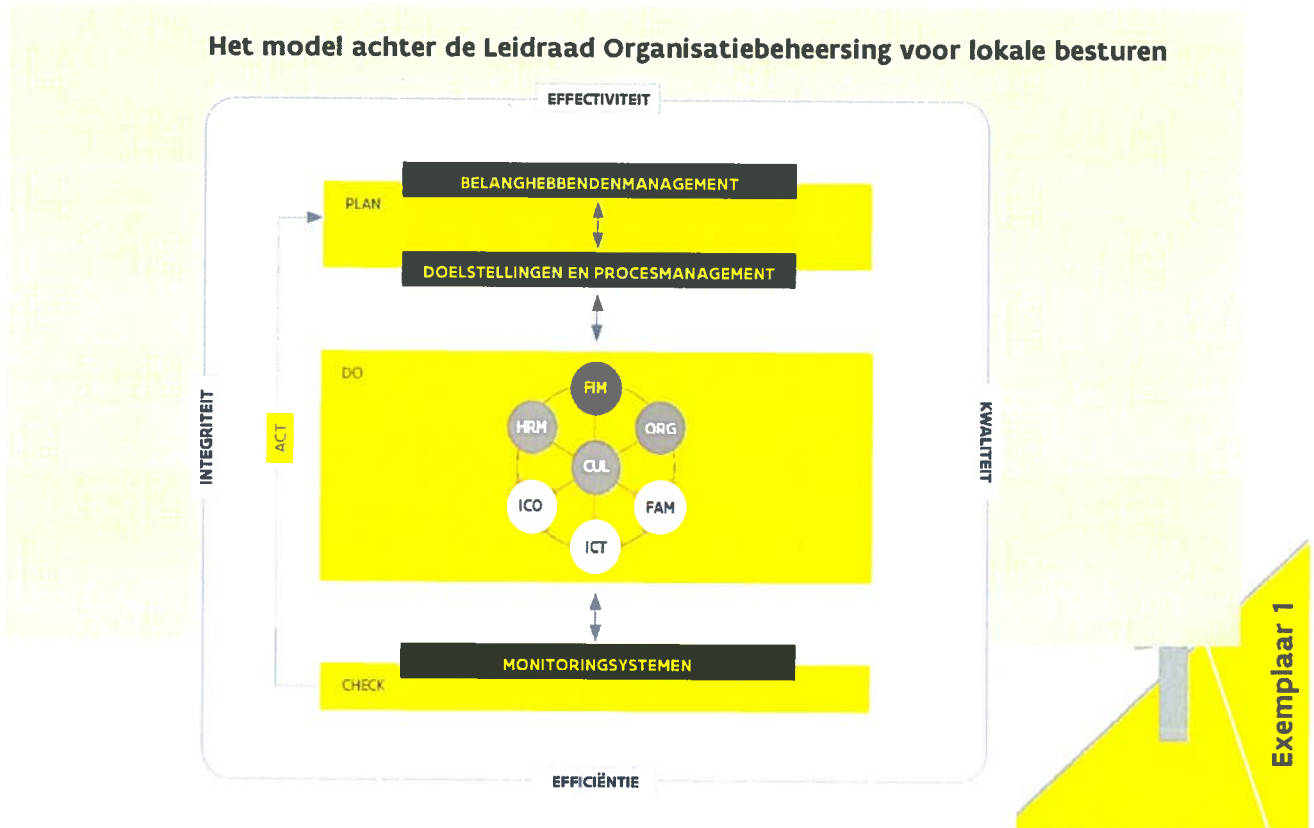 Het model achter de Leidraad Organisatiebeheersing voor lokale besturen
EFFECTIVITEIT
BELANGHEBBENDENMANAGEMENT
PLAN
DOELSTELLINGEN EN PROCESMANAGEMENT
DO
FIM
HRM
ORG
CUL
ICO
FAM
ICT
INTEGRITEIT
ACT
KWALITEIT
MONITORINGSYSTEMEN
CHECK
EFFICIËNTIE
Exemplaar 1